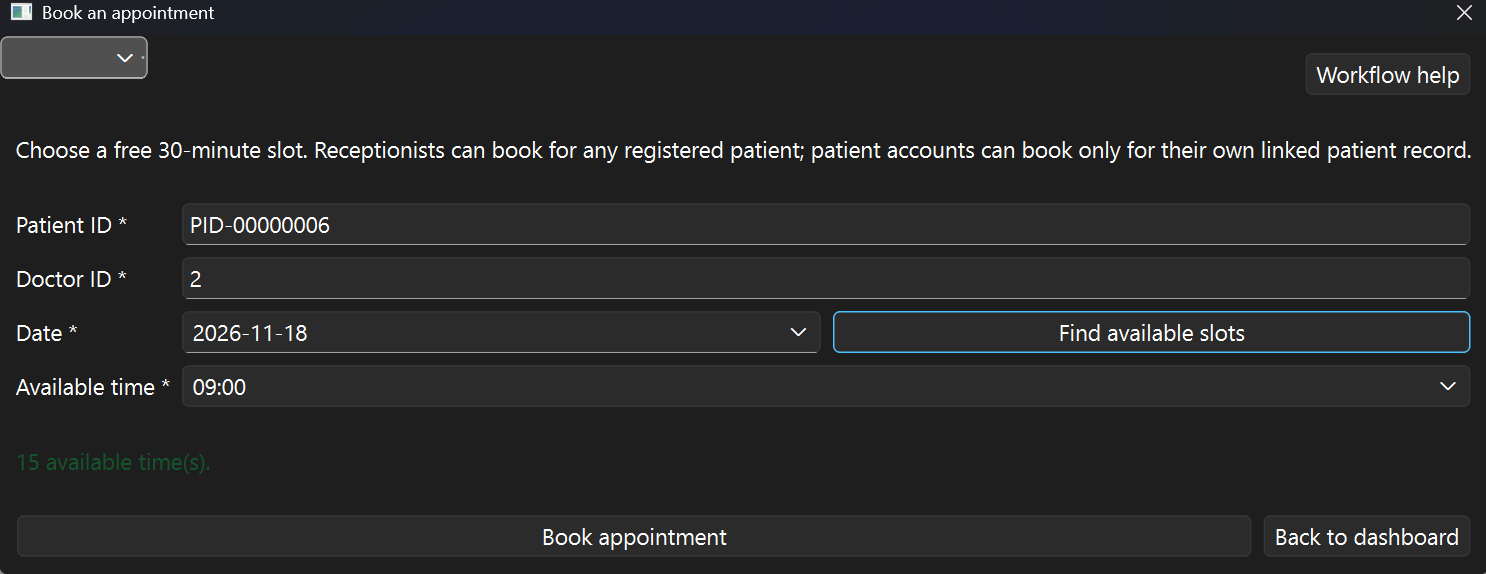 Book an appointment
Workflow help
Choose a free 30-minute slot. Receptionists can book for any registered patient; patient accounts can book only for their own linked patient record.
Patient ID * PID-00000006
Doctor ID * 2
Date * 2026-11-18 Find available slots
Available time * 09:00
15 available time(s).
Book appointment Back to dashboard